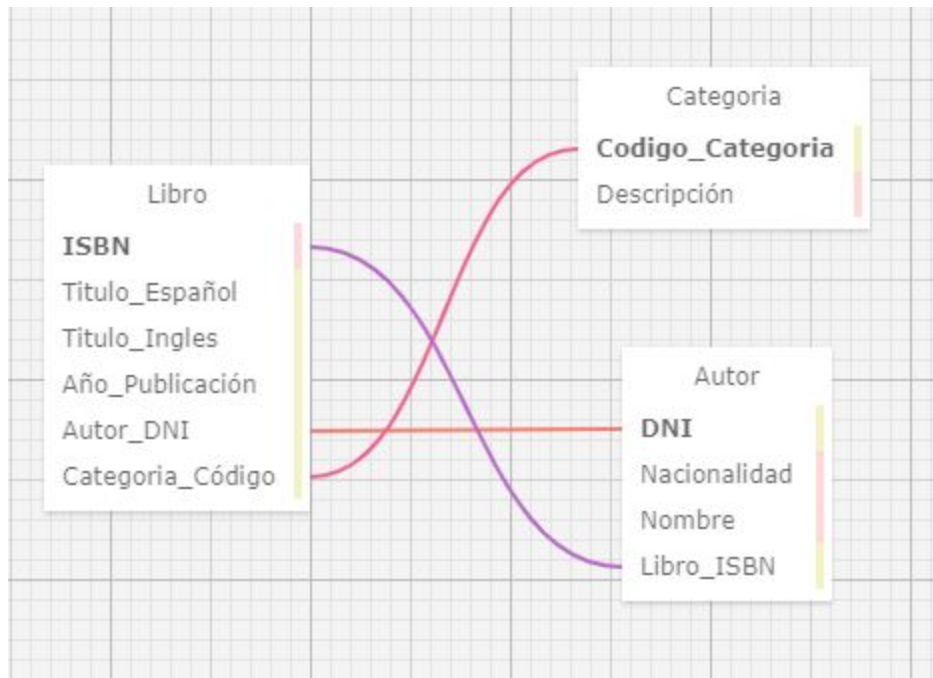 Libro
ISBN
Titulo_Español
Titulo_Ingles
Año_Publicación
Autor_DNI
Categoria_Código
Categoria
Codigo_Categoria
Descripción
Autor
DNI
Nacionalidad
Nombre
Libro_ISBN